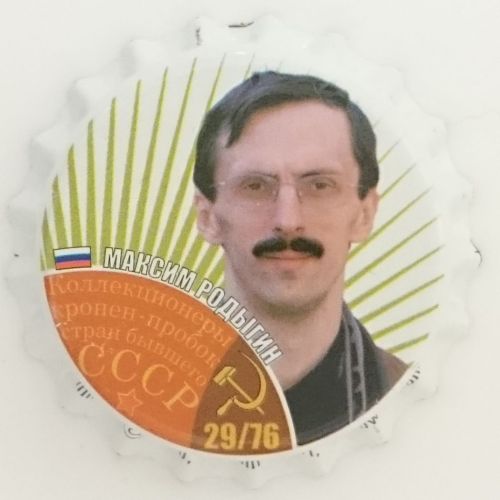 МАКСИМ РОДЫГИН
Коллекционеры
кронен-пробок
стран бывшего
СССР
29/76